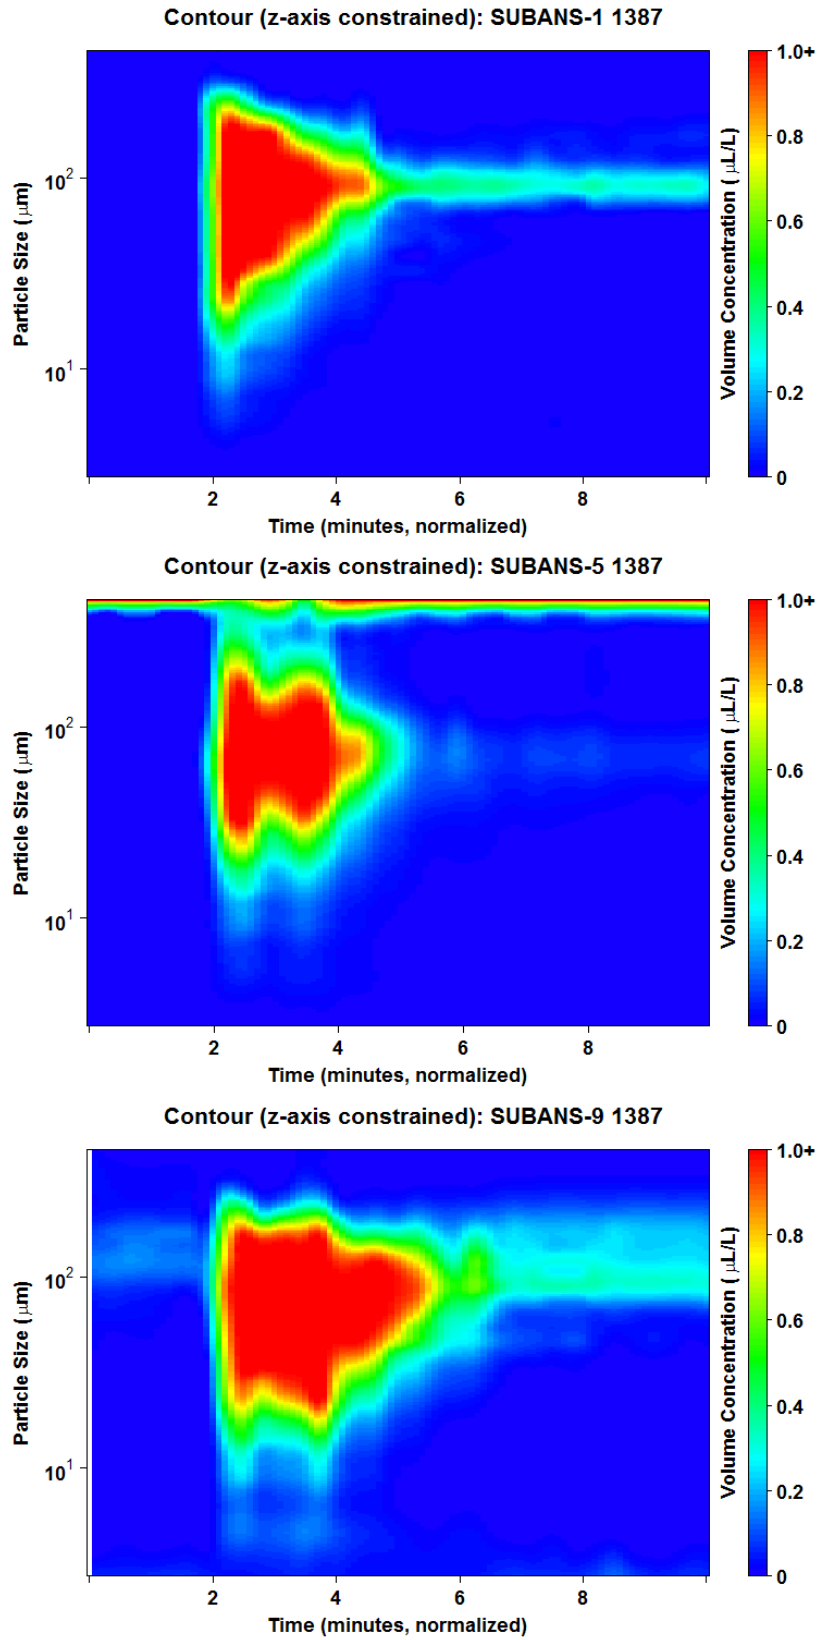 Contour (z-axis constrained): SUBANS-1 1387
Particle Size (μm)
10²
10¹
2 4 6 8
Time (minutes, normalized)
Volume Concentration ( μL/L)
1.0+
0.8
0.6
0.4
0.2
0
Contour (z-axis constrained): SUBANS-5 1387
Particle Size (μm)
10²
10¹
2 4 6 8
Time (minutes, normalized)
Volume Concentration ( μL/L)
1.0+
0.8
0.6
0.4
0.2
0
Contour (z-axis constrained): SUBANS-9 1387
Particle Size (μm)
10²
10¹
2 4 6 8
Time (minutes, normalized)
Volume Concentration ( μL/L)
1.0+
0.8
0.6
0.4
0.2
0